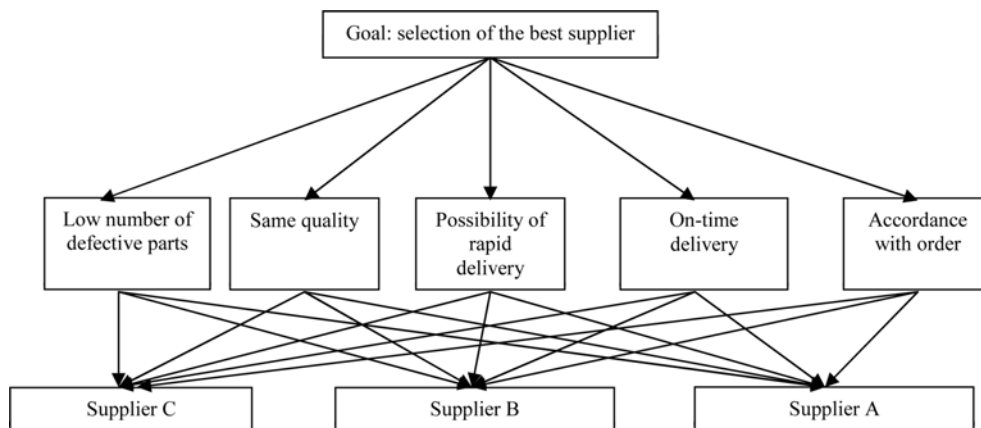 Goal: selection of the best supplier
Low number of
defective parts
Same quality
Possibility of
rapid
delivery
On-time
delivery
Accordance
with order
Supplier C
Supplier B
Supplier A